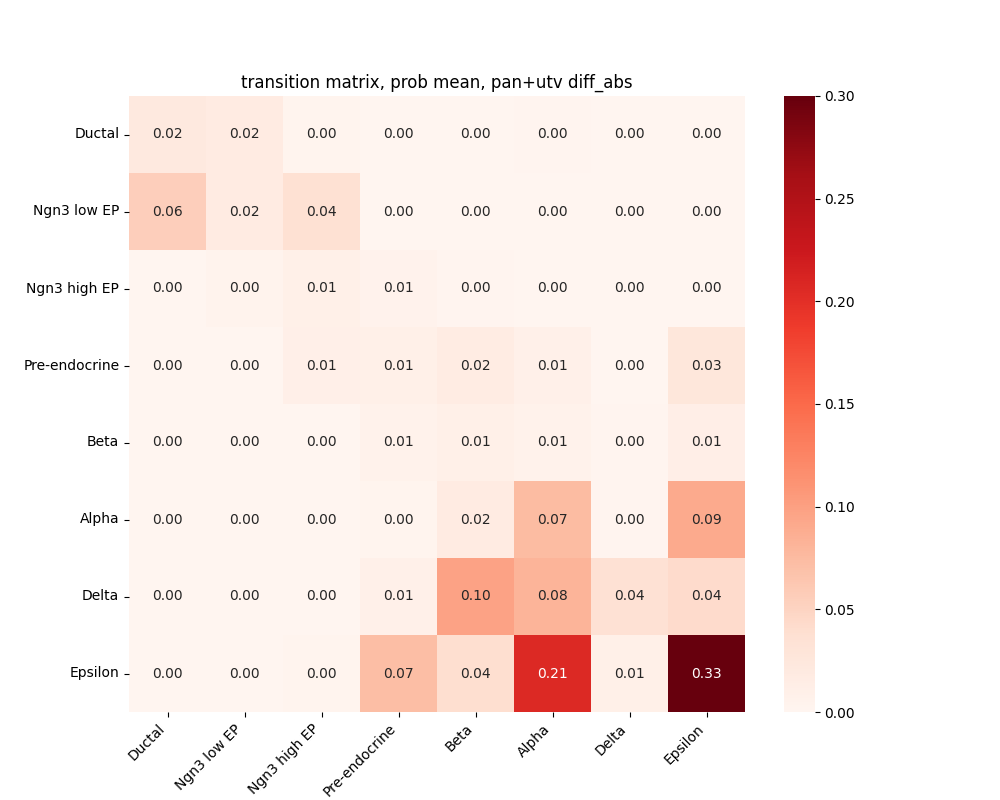 transition matrix, prob mean, pan+utv diff_abs
Ductal 0.02 0.02 0.00 0.00 0.00 0.00 0.00 0.00
Ngn3 low EP 0.06 0.02 0.04 0.00 0.00 0.00 0.00 0.00
Ngn3 high EP 0.00 0.00 0.01 0.01 0.00 0.00 0.00 0.00
Pre-endocrine 0.00 0.00 0.01 0.01 0.02 0.01 0.00 0.03
Beta 0.00 0.00 0.00 0.01 0.01 0.01 0.00 0.01
Alpha 0.00 0.00 0.00 0.00 0.02 0.07 0.00 0.09
Delta 0.00 0.00 0.00 0.01 0.10 0.08 0.04 0.04
Epsilon 0.00 0.00 0.00 0.07 0.04 0.21 0.01 0.33
Ductal Ngn3 low EP Ngn3 high EP Pre-endocrine Beta Alpha Delta Epsilon
0.30
0.25
0.20
0.15
0.10
0.05
0.00